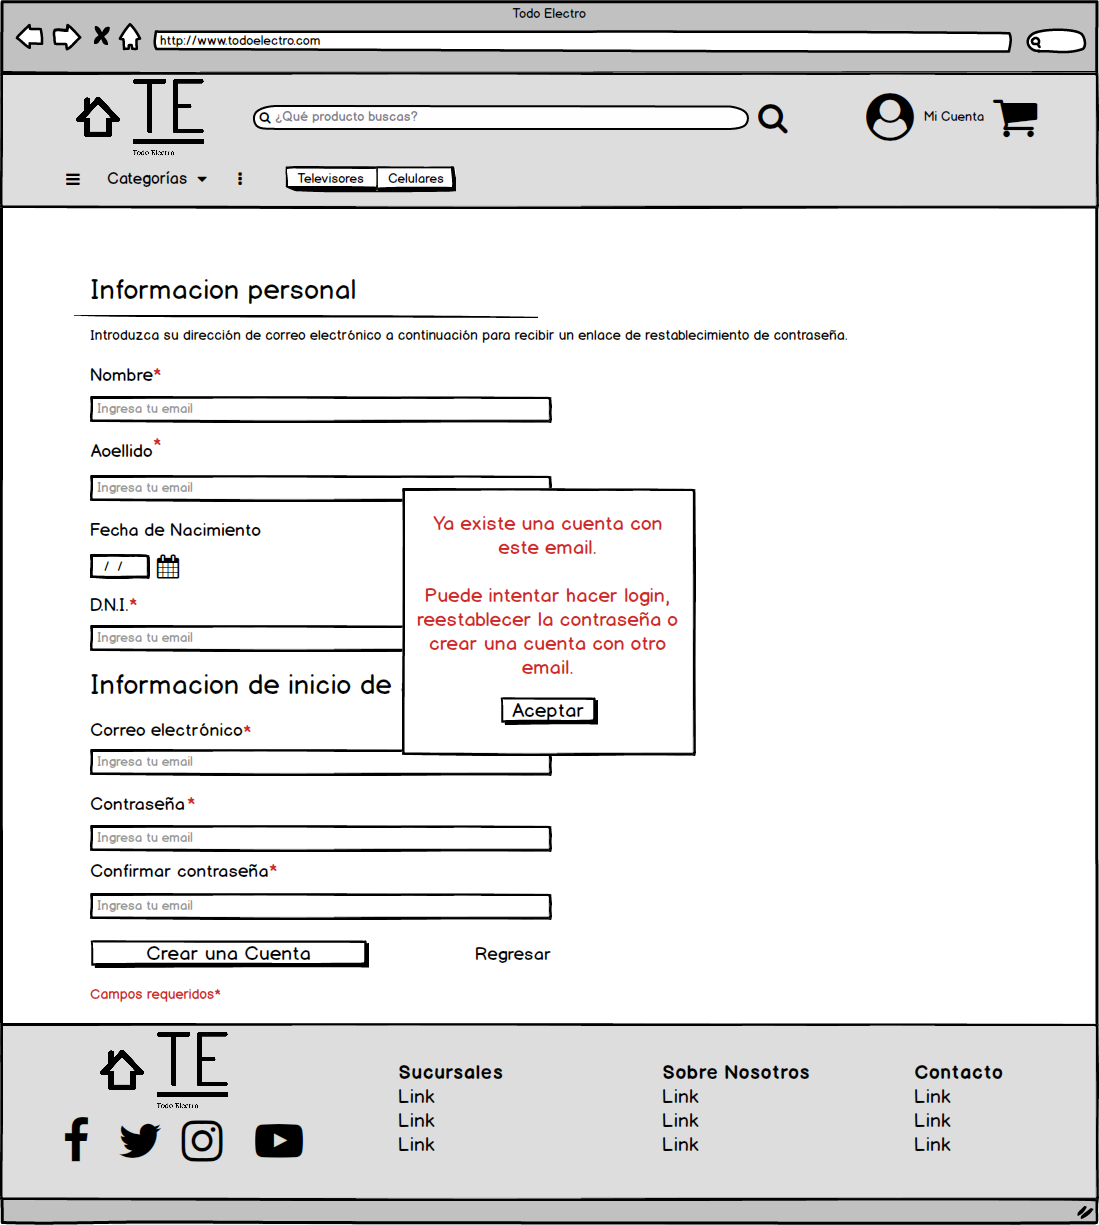 Todo Electro
http://www.todoelectro.com
TE
Todo Electro
¿Qué producto buscas?
Mi Cuenta
Categorías
Televisores
Celulares
Informacion personal
Introduzca su dirección de correo electrónico a continuación para recibir un enlace de restablecimiento de contraseña.
Nombre*
Ingresa tu email
Aoellido*
Ingresa tu email
Fecha de Nacimiento
/ /
D.N.I.*
Ingresa tu email
Informacion de inicio de
Correo electrónico*
Ingresa tu email
Contraseña*
Ingresa tu email
Confirmar contraseña*
Ingresa tu email
Crear una Cuenta
Regresar
Campos requeridos*
Ya existe una cuenta con
este email.
Puede intentar hacer login,
reestablecer la contraseña o
crear una cuenta con otro
email.
Aceptar
TE
Todo Electro
Sucursales
Link
Link
Link
Sobre Nosotros
Link
Link
Link
Contacto
Link
Link
Link